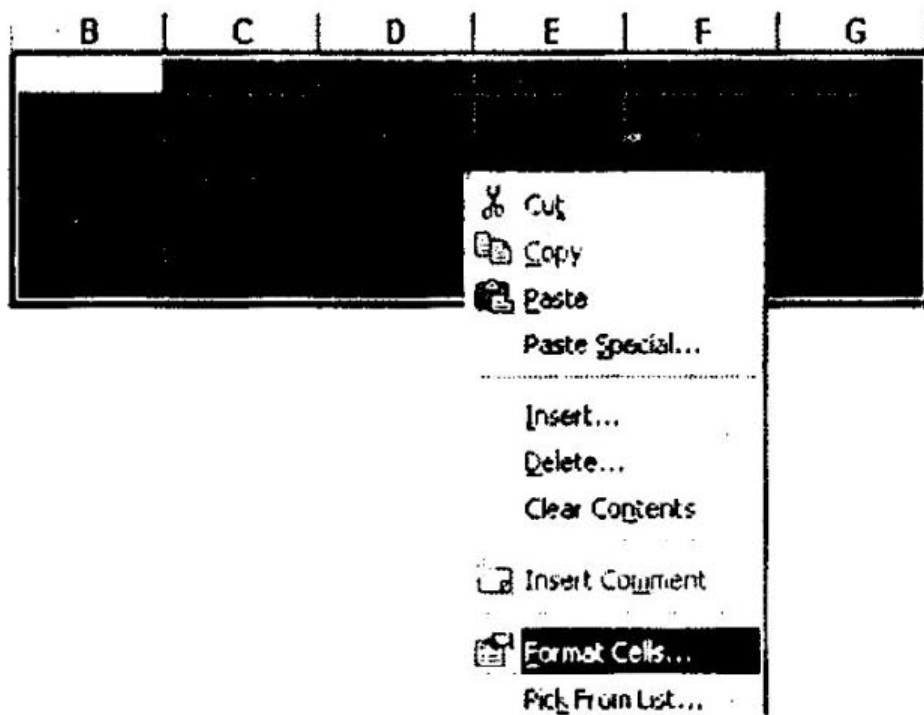 B C D E F G
Cut
Copy
Paste
Paste Special...
Insert...
Delete...
Clear Contents
Insert Comment
Format Cells...
Pick From List...